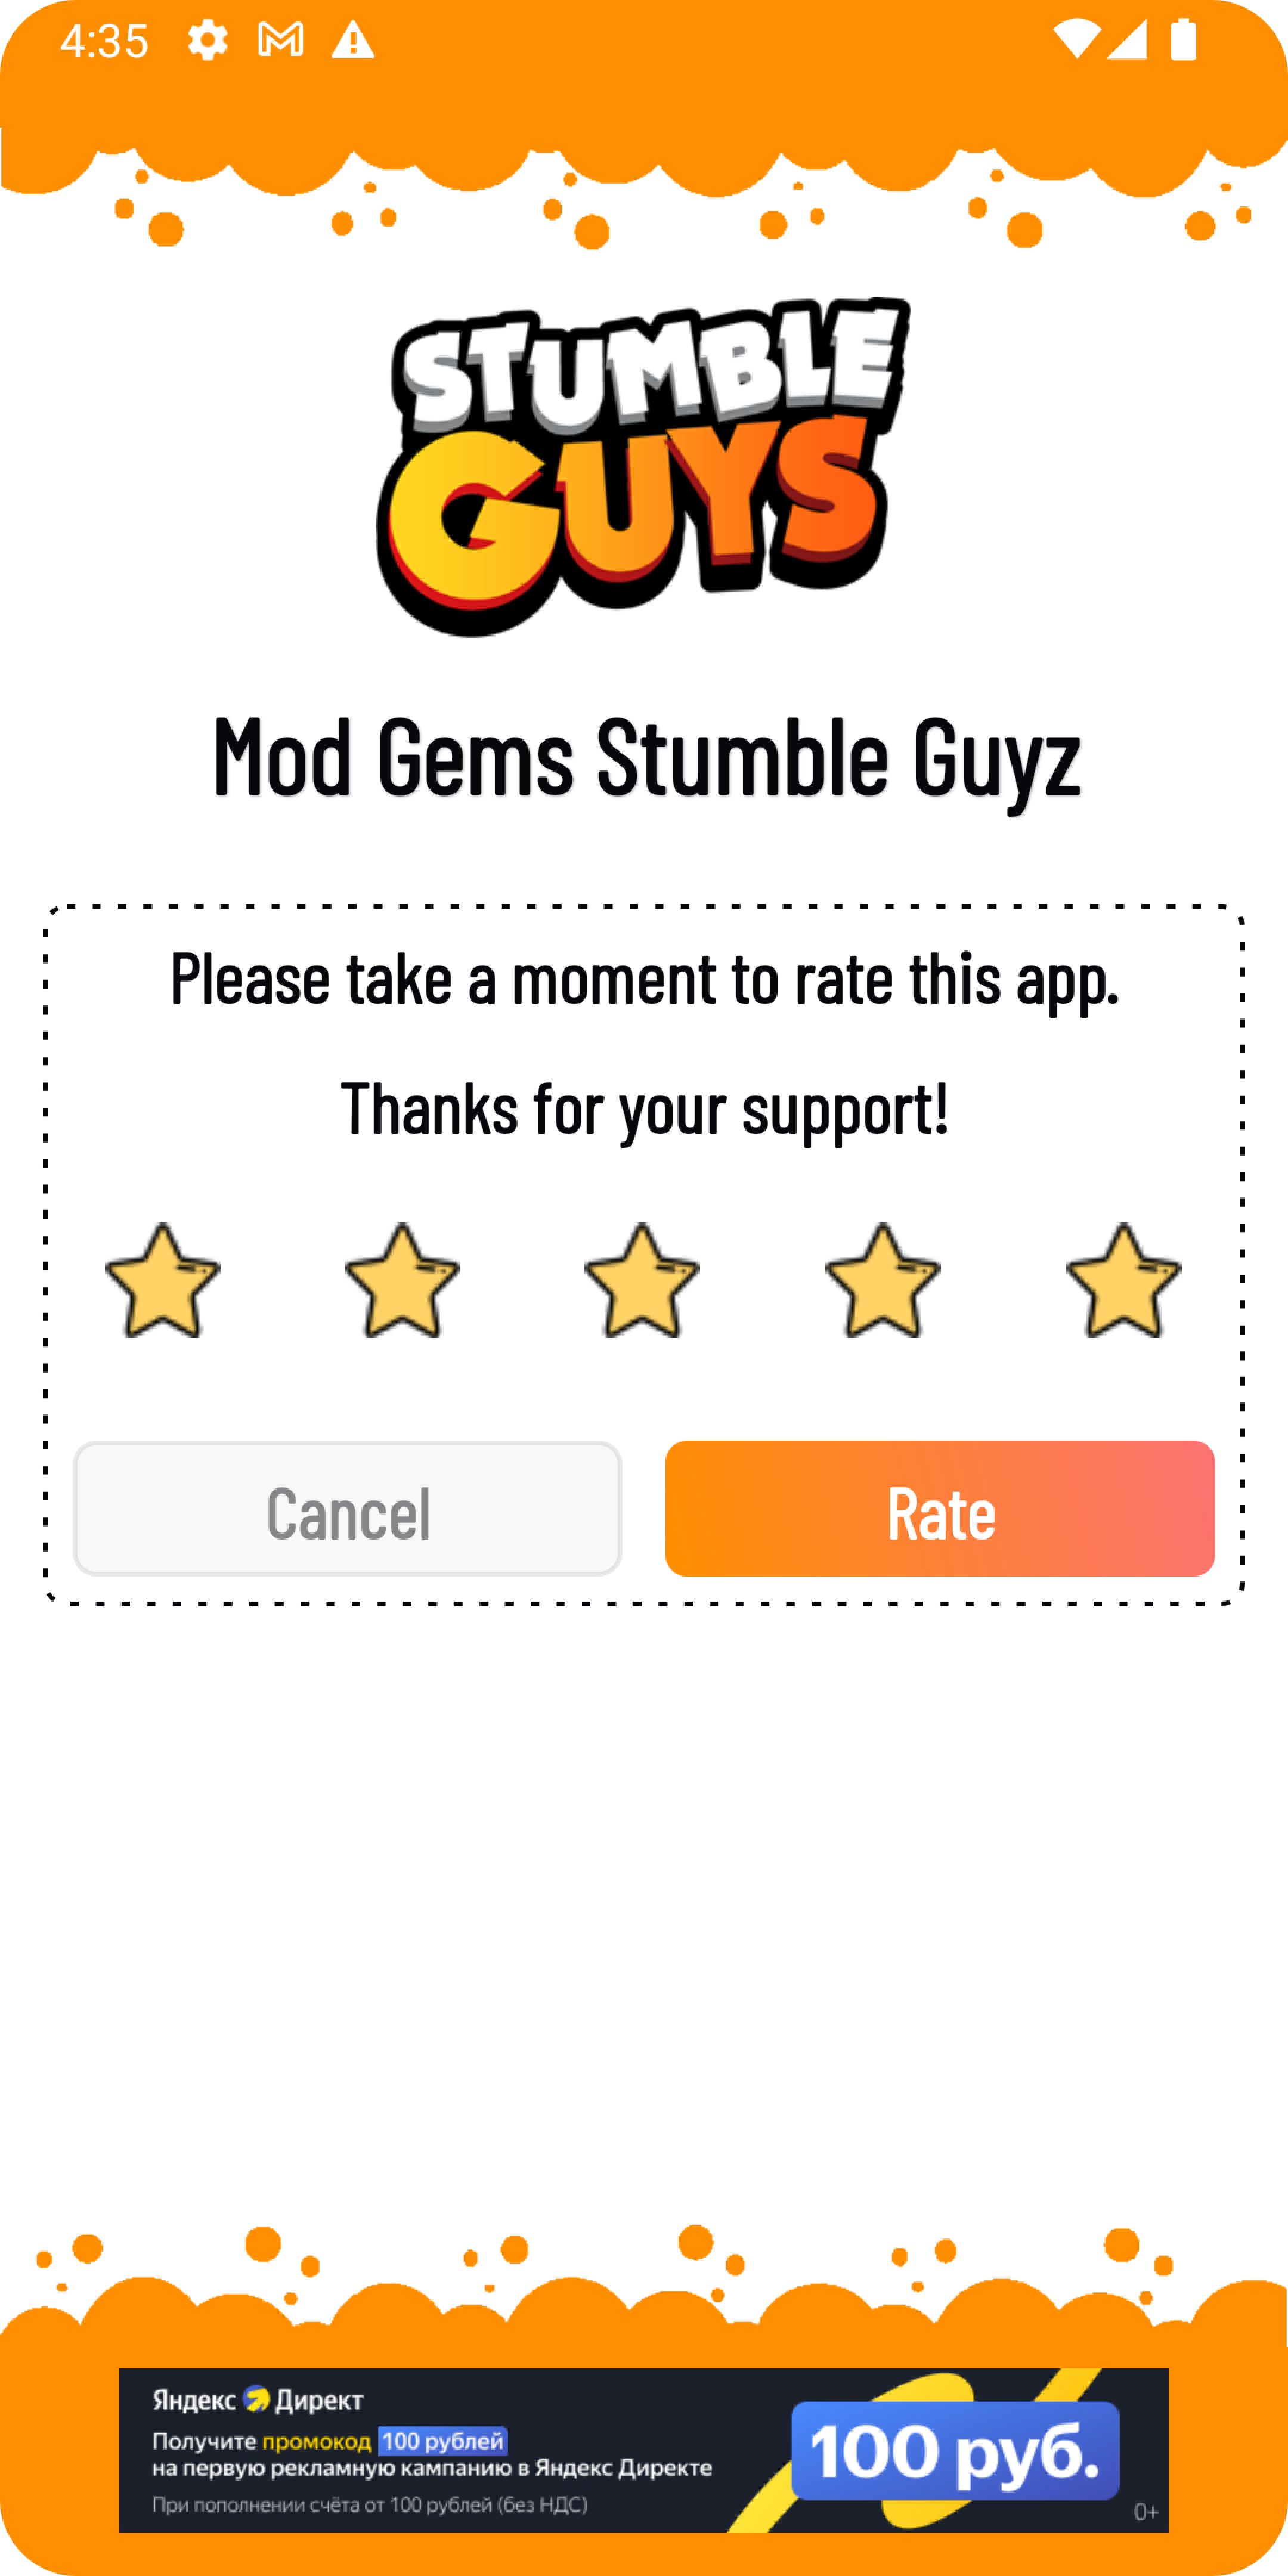 4:35
STUMBLE
GUYS
Mod Gems Stumble Guyz
Please take a moment to rate this app.
Thanks for your support!
Cancel
Rate
Яндекс Директ
Получите промокод 100 рублей
на первую рекламную кампанию в Яндекс Директе
При пополнении счёта от 100 рублей (без НДС)
100 руб.
0+